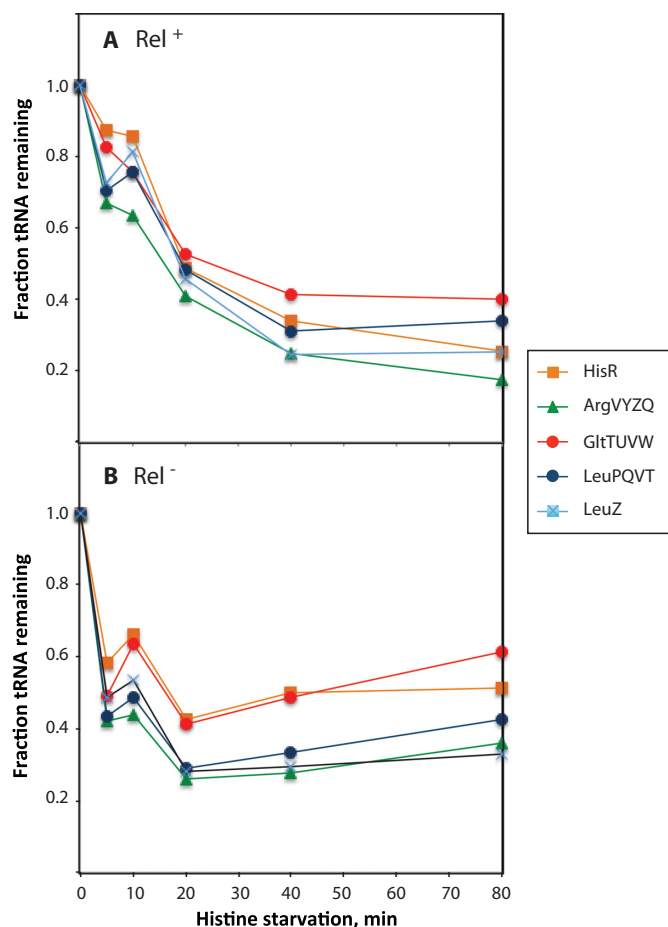 A Rel +
Fraction tRNA remaining
1.0
0.8
0.6
0.4
0.2
HisR
ArgVYZQ
GltTUVW
LeuPQVT
LeuZ
B Rel -
Fraction tRNA remaining
1.0
0.8
0.6
0.4
0.2
0 10 20 30 40 50 60 70 80
Histine starvation, min